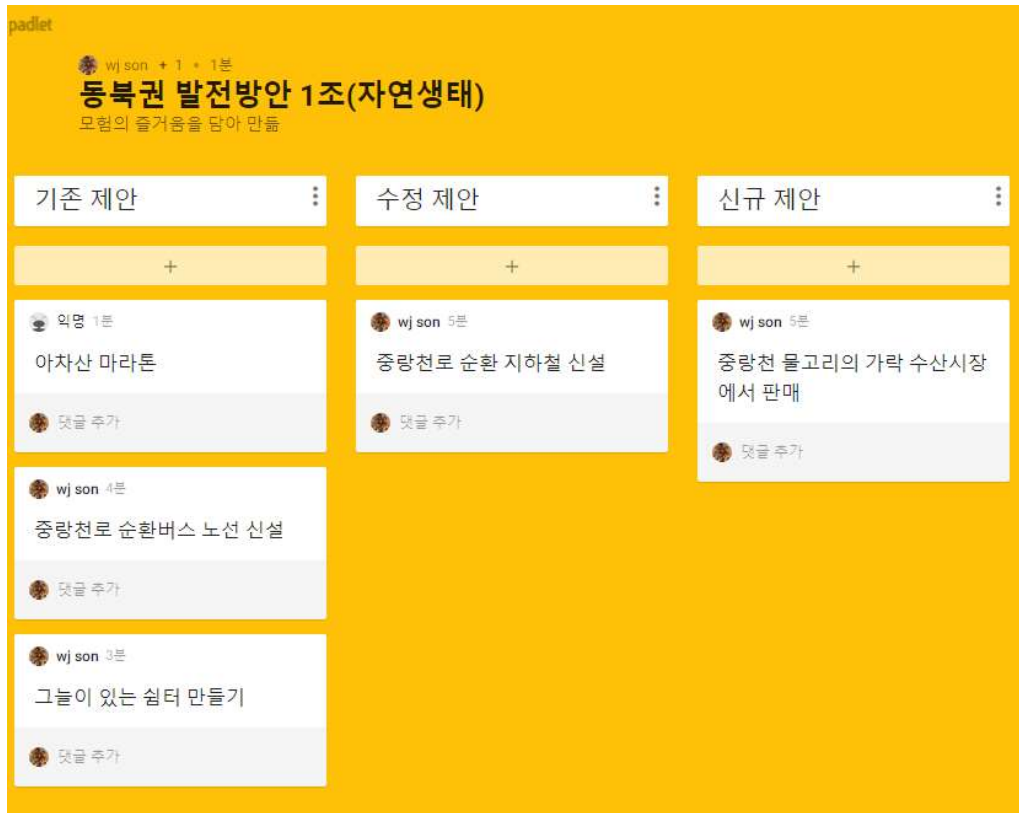 padlet
wj son + 1 • 1분
동북권 발전방안 1조(자연생태)
모험의 즐거움을 담아 만듦
기존 제안
+
익명 1분
아차산 마라톤
댓글 추가
wj son 4분
중랑천로 순환버스 노선 신설
댓글 추가
wj son 3분
그늘이 있는 쉼터 만들기
댓글 추가
수정 제안
+
wj son 5분
중랑천로 순환 지하철 신설
댓글 추가
신규 제안
+
wj son 5분
중랑천 물고리의 가락 수산시장
에서 판매
댓글 추가